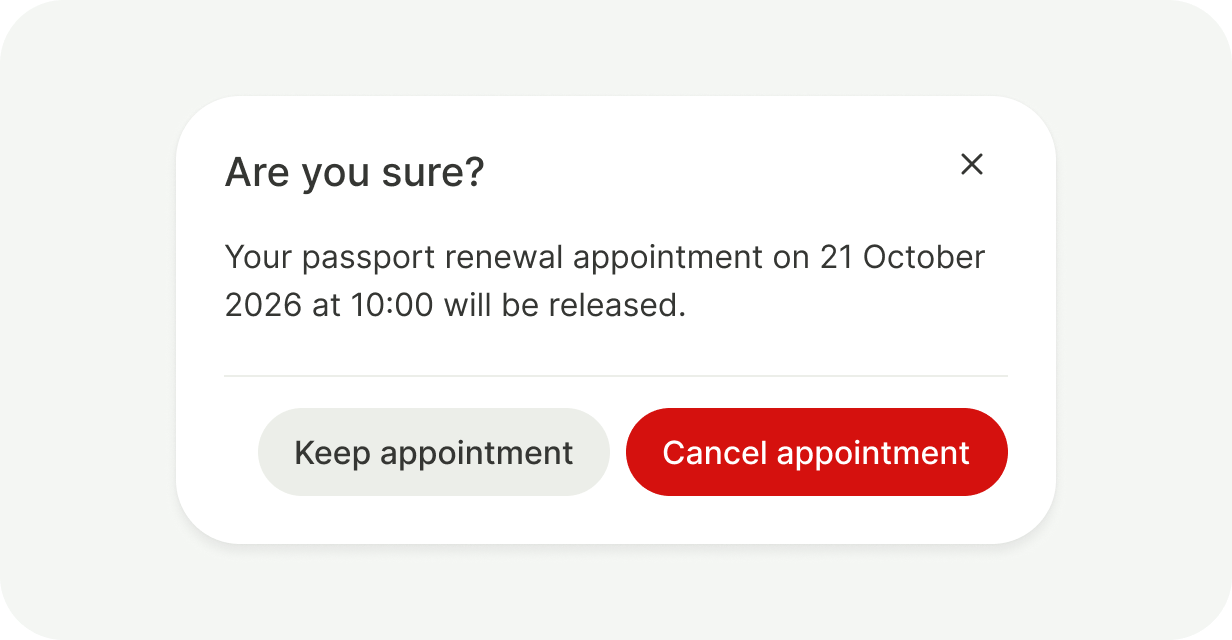 Are you sure?
Your passport renewal appointment on 21 October
2026 at 10:00 will be released.
Keep appointment
Cancel appointment